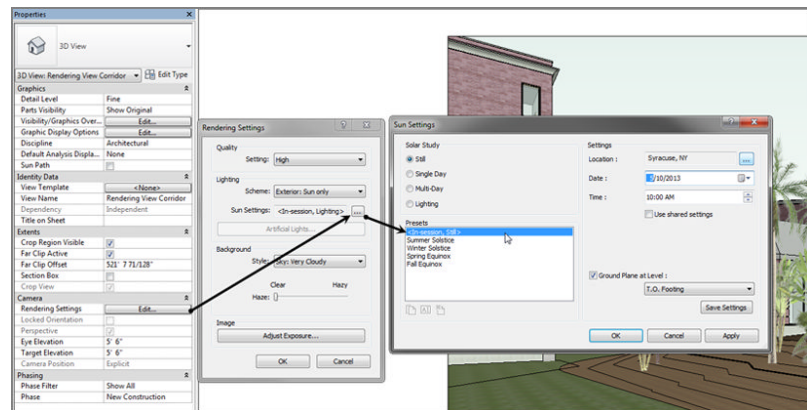 Properties
3D View
3D View: Rendering View Corridor
Edit Type
Graphics
Detail Level Fine
Parts Visibility Show Original
Visibility/Graphics Over... Edit...
Graphic Display Options Edit...
Discipline Architectural
Default Analysis Displa... None
Sun Path
Identity Data
View Template <None>
View Name Rendering View Corridor
Dependency Independent
Title on Sheet
Extents
Crop Region Visible
Far Clip Active
Far Clip Offset 521' 7 71/128"
Section Box
Crop View
Camera
Rendering Settings Edit...
Locked Orientation
Perspective
Eye Elevation 5' 6"
Target Elevation 5' 6"
Camera Position Explicit
Phasing
Phase Filter Show All
Phase New Construction
Rendering Settings
Quality
Setting: High
Lighting
Scheme: Exterior: Sun only
Sun Settings: <In-session, Lighting> ...
Artificial Lights...
Background
Style: Sky: Very Cloudy
Clear Hazy
Haze:
Image
Adjust Exposure...
OK Cancel
Sun Settings
Solar Study
Still
Single Day
Multi-Day
Lighting
Presets
<In-session, Still>
Summer Solstice
Winter Solstice
Spring Equinox
Fall Equinox
Settings
Location : Syracuse, NY ...
Date : /10/2013
Time : 10:00 AM
Use shared settings
Ground Plane at Level :
T.O. Footing
Save Settings
OK Cancel Apply